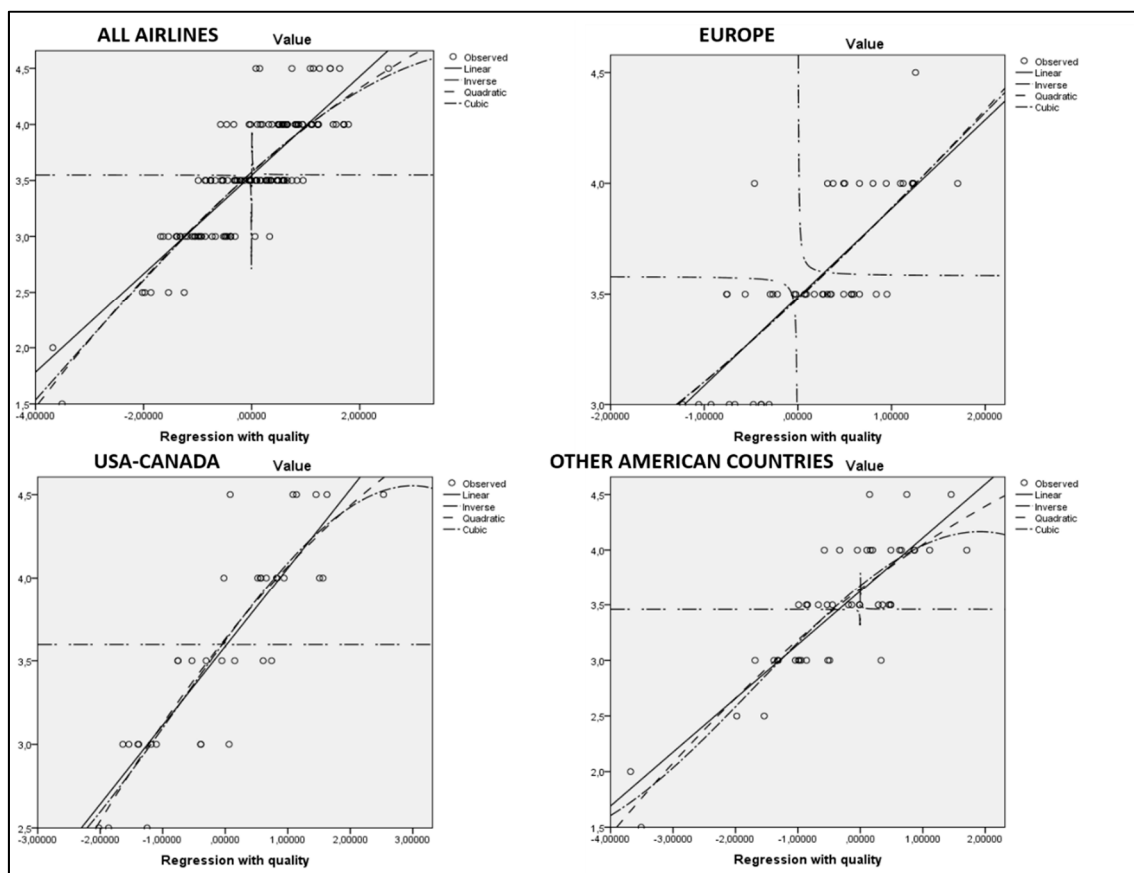 ALL AIRLINES
Value
Observed
Linear
Inverse
Quadratic
Cubic
4,5
4,0
3,5
3,0
2,5
2,0
1,5
-4,00000 -2,00000 ,00000 2,00000
Regression with quality
EUROPE
Value
Observed
Linear
Inverse
Quadratic
Cubic
4,5
4,0
3,5
3,0
-2,00000 -1,00000 ,00000 1,00000 2,00000
Regression with quality
USA-CANADA
Value
Observed
Linear
Inverse
Quadratic
Cubic
4,5
4,0
3,5
3,0
2,5
-3,00000 -2,00000 -1,00000 ,00000 1,00000 2,00000 3,00000
Regression with quality
OTHER AMERICAN COUNTRIES
Value
Observed
Linear
Inverse
Quadratic
Cubic
4,5
4,0
3,5
3,0
2,5
2,0
1,5
-4,00000 -3,00000 -2,00000 -1,00000 ,00000 1,00000 2,00000
Regression with quality